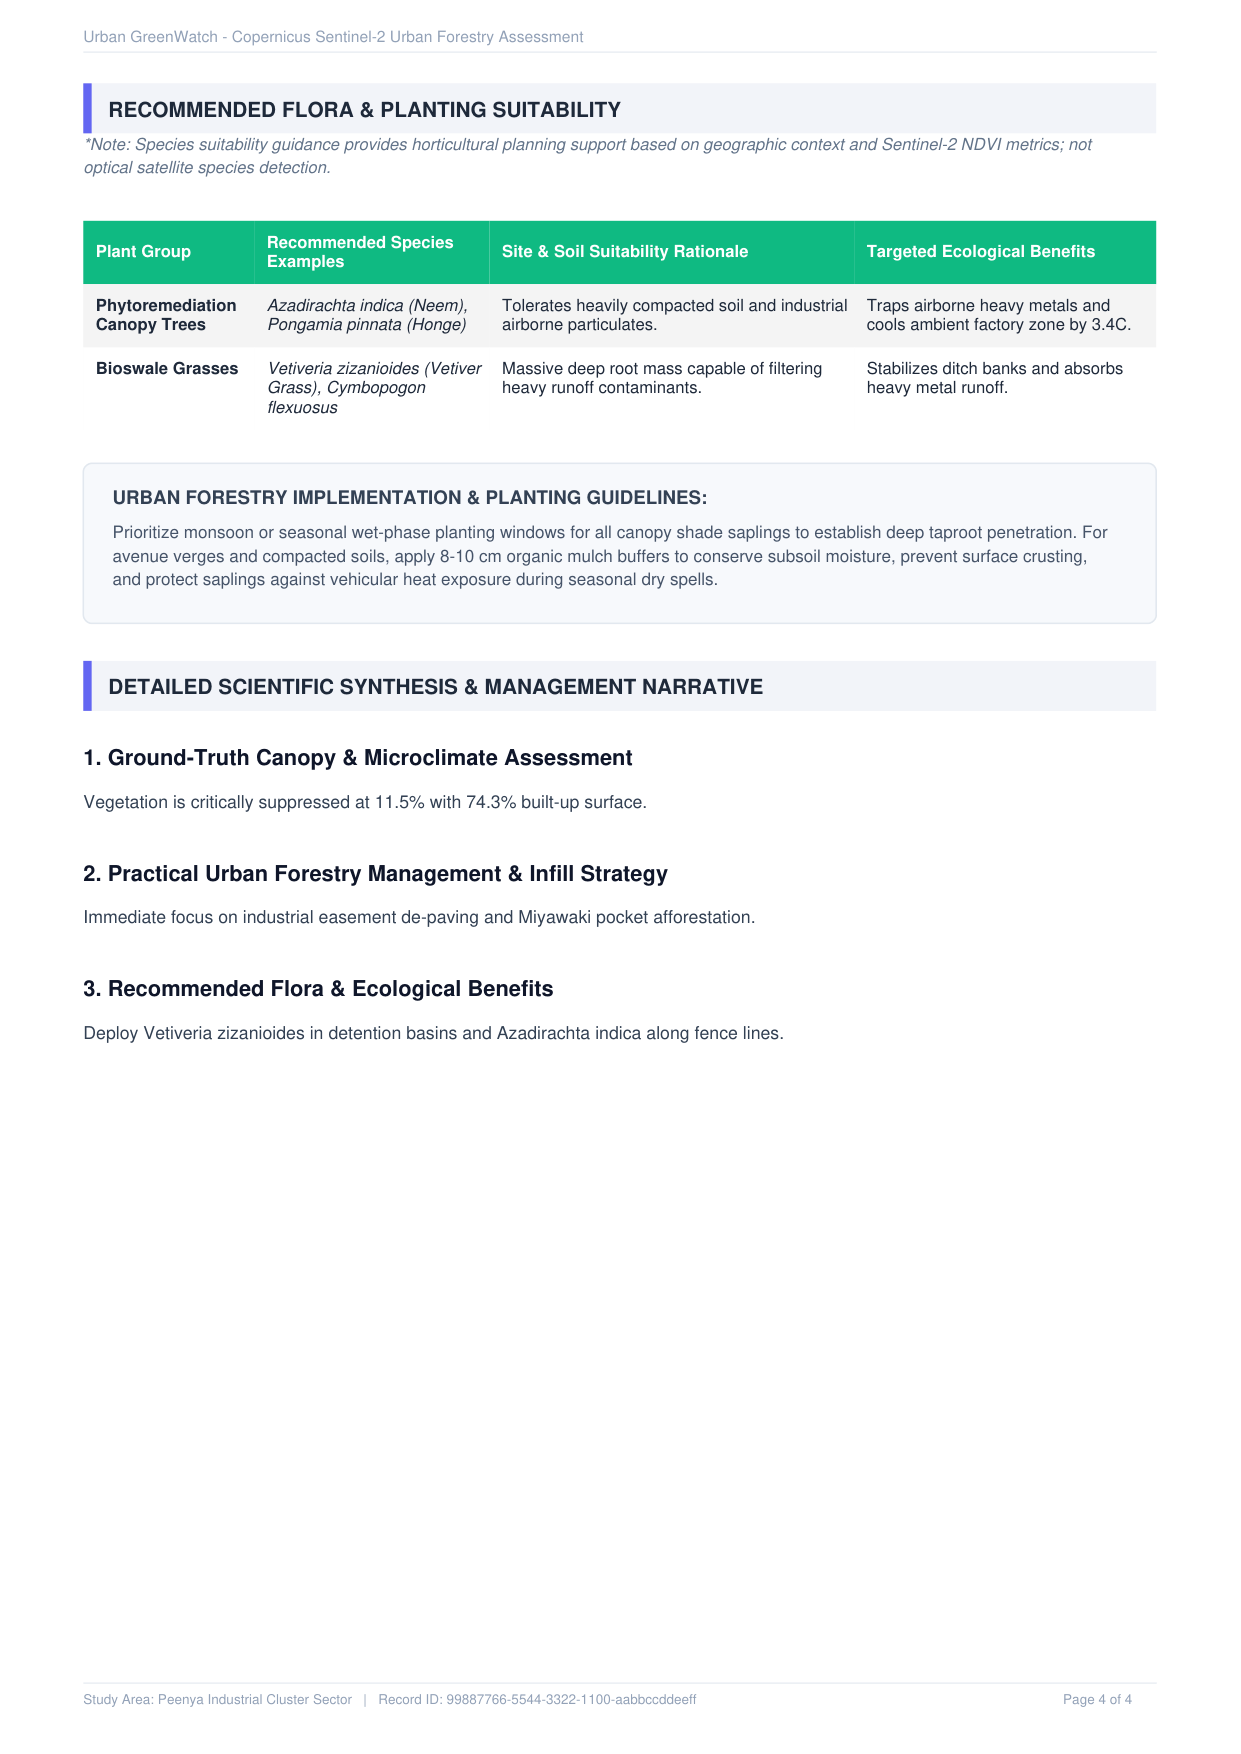 Urban GreenWatch - Copernicus Sentinel-2 Urban Forestry Assessment
RECOMMENDED FLORA & PLANTING SUITABILITY
*Note: Species suitability guidance provides horticultural planning support based on geographic context and Sentinel-2 NDVI metrics; not
optical satellite species detection.
Plant Group
Recommended Species
Examples
Site & Soil Suitability Rationale
Targeted Ecological Benefits
Phytoremediation
Canopy Trees
Azadirachta indica (Neem),
Pongamia pinnata (Honge)
Tolerates heavily compacted soil and industrial
airborne particulates.
Traps airborne heavy metals and
cools ambient factory zone by 3.4C.
Bioswale Grasses
Vetiveria zizanioides (Vetiver
Grass), Cymbopogon
flexuosus
Massive deep root mass capable of filtering
heavy runoff contaminants.
Stabilizes ditch banks and absorbs
heavy metal runoff.
URBAN FORESTRY IMPLEMENTATION & PLANTING GUIDELINES:
Prioritize monsoon or seasonal wet-phase planting windows for all canopy shade saplings to establish deep taproot penetration. For
avenue verges and compacted soils, apply 8-10 cm organic mulch buffers to conserve subsoil moisture, prevent surface crusting,
and protect saplings against vehicular heat exposure during seasonal dry spells.
DETAILED SCIENTIFIC SYNTHESIS & MANAGEMENT NARRATIVE
1. Ground-Truth Canopy & Microclimate Assessment
Vegetation is critically suppressed at 11.5% with 74.3% built-up surface.
2. Practical Urban Forestry Management & Infill Strategy
Immediate focus on industrial easement de-paving and Miyawaki pocket afforestation.
3. Recommended Flora & Ecological Benefits
Deploy Vetiveria zizanioides in detention basins and Azadirachta indica along fence lines.
Study Area: Peenya Industrial Cluster Sector | Record ID: 99887766-5544-3322-1100-aabbccddeeff
Page 4 of 4